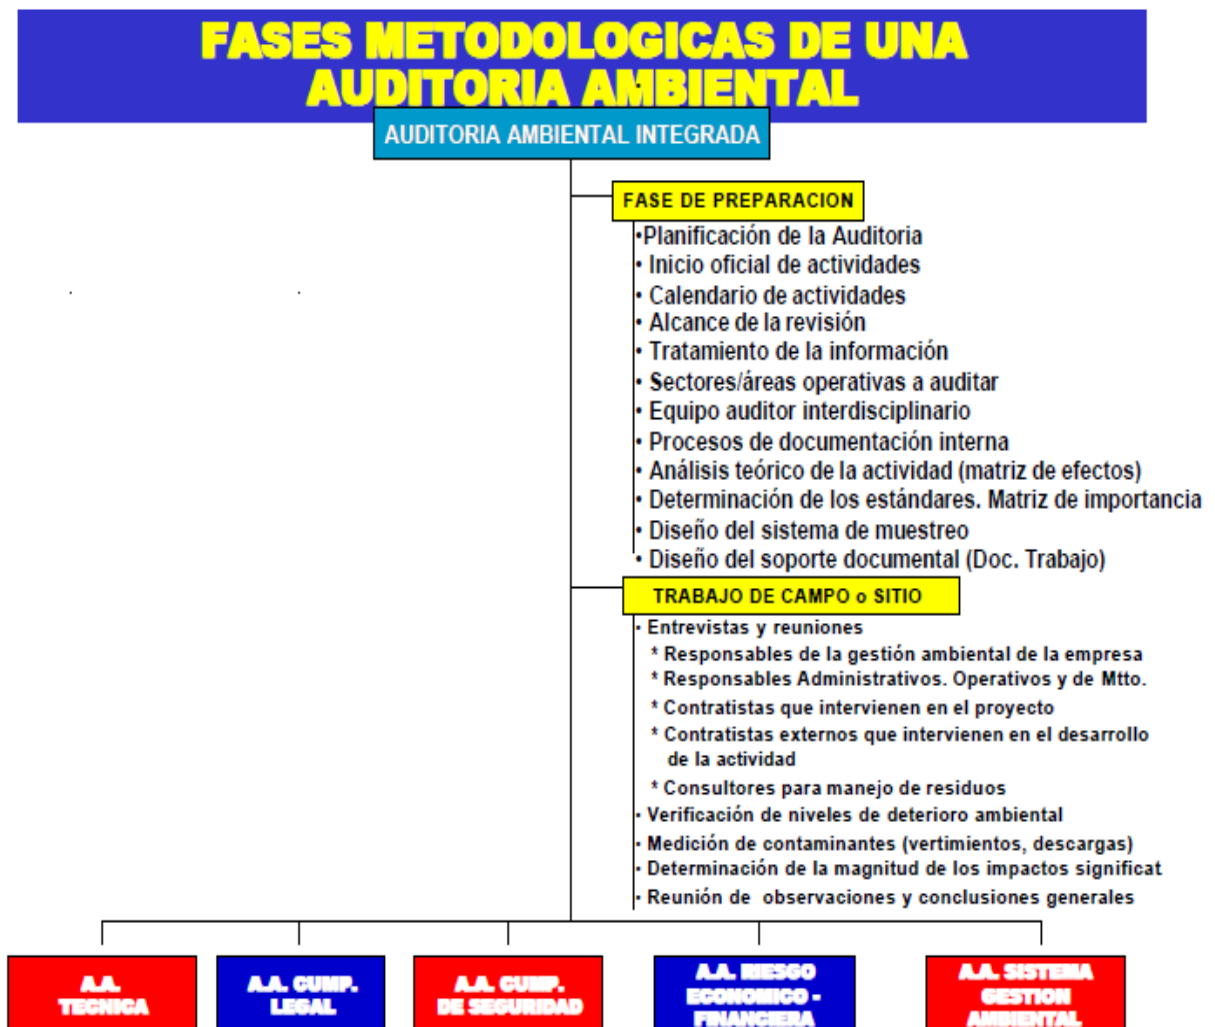 FASES METODOLOGICAS DE UNA
AUDITORIA AMBIENTAL
AUDITORIA AMBIENTAL INTEGRADA
FASE DE PREPARACION
•Planificación de la Auditoria
• Inicio oficial de actividades
• Calendario de actividades
• Alcance de la revisión
• Tratamiento de la información
• Sectores/áreas operativas a auditar
• Equipo auditor interdisciplinario
• Procesos de documentación interna
• Análisis teórico de la actividad (matriz de efectos)
• Determinación de los estándares. Matriz de importancia
• Diseño del sistema de muestreo
• Diseño del soporte documental (Doc. Trabajo)
TRABAJO DE CAMPO o SITIO
• Entrevistas y reuniones
* Responsables de la gestión ambiental de la empresa
* Responsables Administrativos. Operativos y de Mtto.
* Contratistas que intervienen en el proyecto
* Contratistas externos que intervienen en el desarrollo
de la actividad
* Consultores para manejo de residuos
• Verificación de niveles de deterioro ambiental
• Medición de contaminantes (vertimientos, descargas)
• Determinación de la magnitud de los impactos significat
• Reunión de observaciones y conclusiones generales
A.A.
TECNICA
A.A. CUMP.
LEGAL
A.A. CUMP.
DE SEGURIDAD
A.A. RIESGO
ECONOMICO -
FINANCIERA
A.A. SISTEMA
GESTION
AMBIENTAL